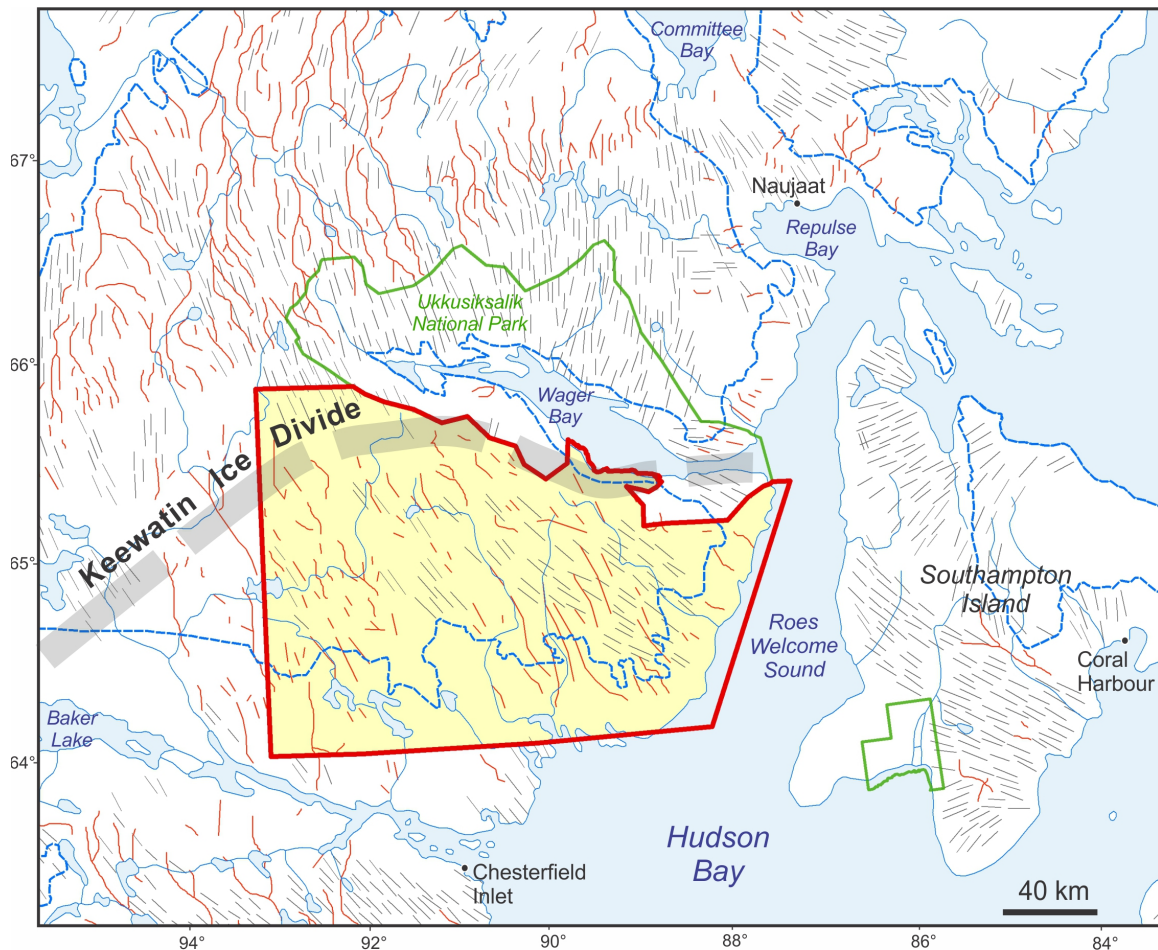 Committee
Bay
67°
Naujaat
Repulse
Bay
Ukkusiksalik
National Park
66°
Wager
Bay
Keewatin Ice Divide
65°
Southampton
Island
Roes
Welcome
Sound
Coral
Harbour
Baker
Lake
64°
Hudson
Bay
Chesterfield
Inlet
40 km
94°
92°
90°
88°
86°
84°